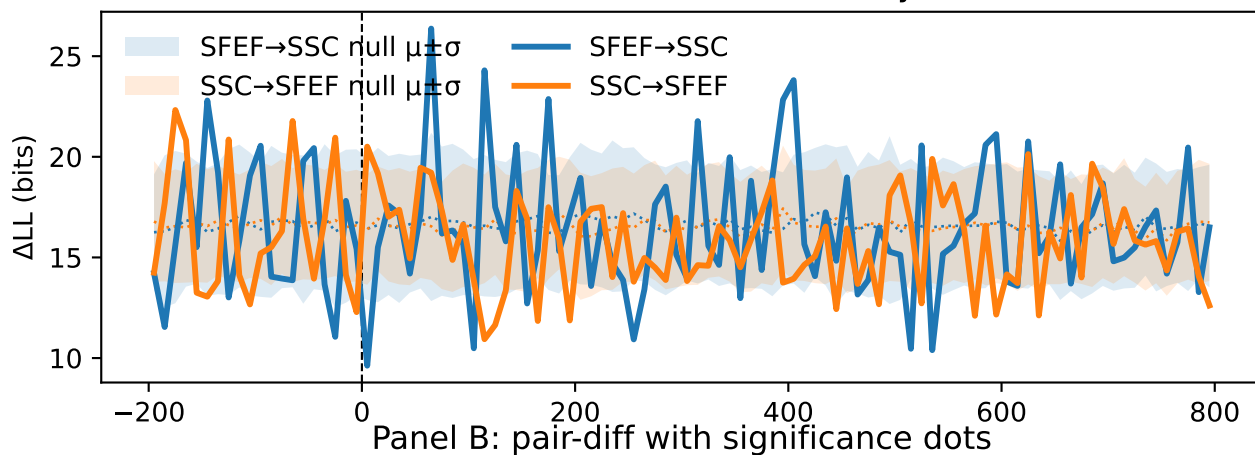 SFEF→SSC null μ±σ
SSC→SFEF null μ±σ
SFEF→SSC
SSC→SFEF
ΔLL (bits)
25
20
15
10
−200 0 200 400 600 800
Panel B: pair-diff with significance dots